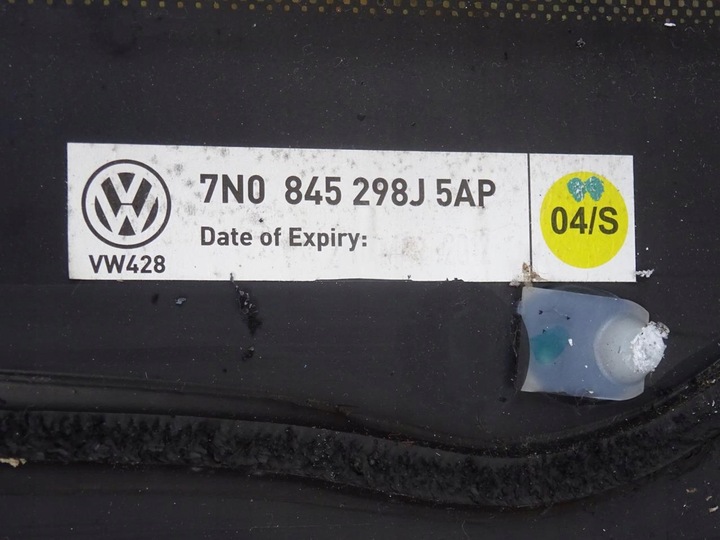 7N0 845 298J 5AP
Date of Expiry:
VW428
04/S